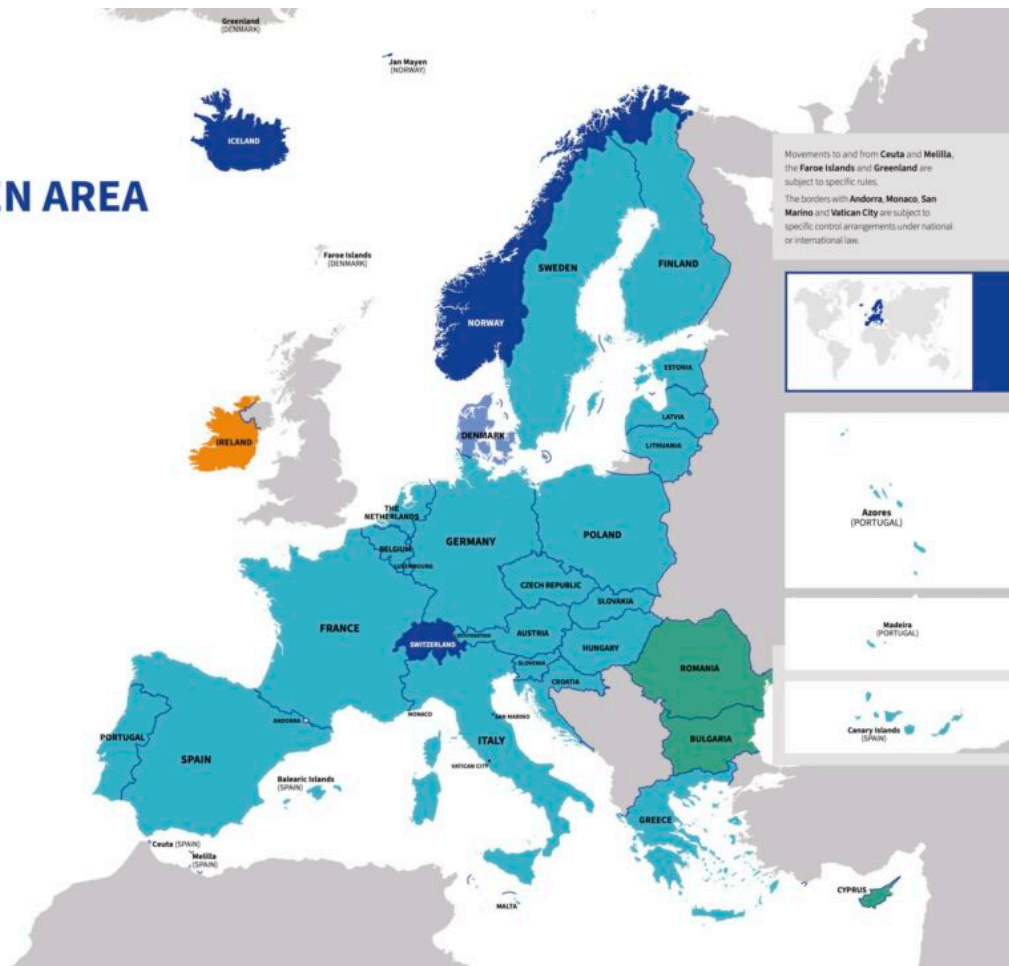 Greenland
(DENMARK)
Jan Mayen
(NORWAY)
ICELAND
Movements to and from Ceuta and Melilla,
the Faroe Islands and Greenland are
subject to specific rules.
The borders with Andorra, Monaco, San
Marino and Vatican City are subject to
specific control arrangements under national
or international law.
N AREA
Faroe Islands
(DENMARK)
SWEDEN
FINLAND
NORWAY
ESTONIA
LATVIA
LITHUANIA
DENMARK
IRELAND
THE
NETHERLANDS
BELGIUM
LUXEMBOURG
GERMANY
POLAND
CZECH REPUBLIC
SLOVAKIA
FRANCE
SWITZERLAND
LIECHTENSTEIN
AUSTRIA
HUNGARY
SLOVENIA
CROATIA
ROMANIA
BULGARIA
MONACO
SAN MARINO
ITALY
VATICAN CITY
ANDORRA
PORTUGAL
SPAIN
Balearic Islands
(SPAIN)
GREECE
Ceuta (SPAIN)
Melilla
(SPAIN)
MALTA
CYPRUS
Azores
(PORTUGAL)
Madeira
(PORTUGAL)
Canary Islands
(SPAIN)